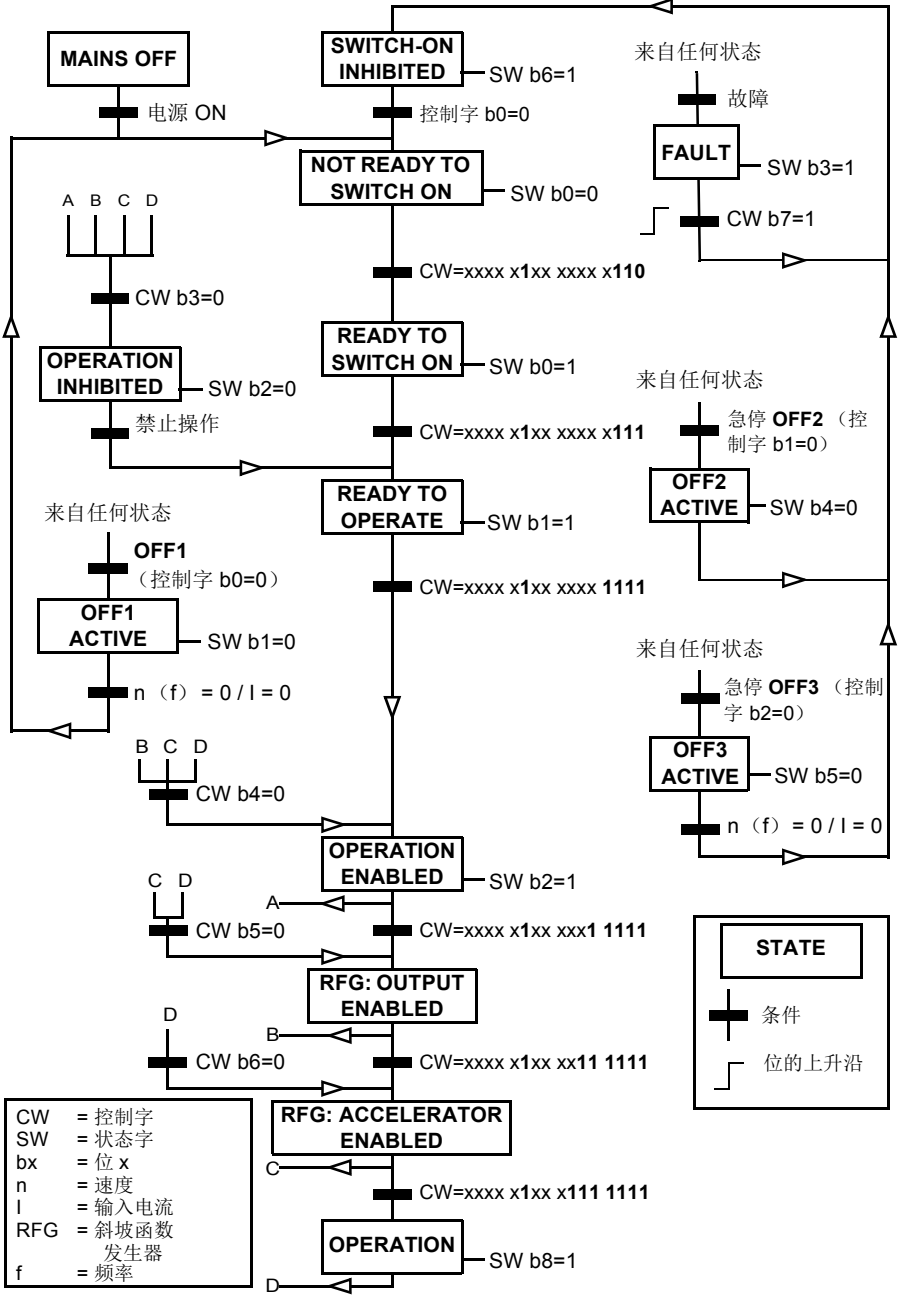 MAINS OFF
电源 ON
SWITCH-ON
INHIBITED
SW b6=1
控制字 b0=0
来自任何状态
故障
FAULT
SW b3=1
CW b7=1
NOT READY TO
SWITCH ON
SW b0=0
A B C D
CW b3=0
CW=xxxx x1xx xxxx x110
OPERATION
INHIBITED
SW b2=0
禁止操作
READY TO
SWITCH ON
SW b0=1
CW=xxxx x1xx xxxx x111
来自任何状态
急停 OFF2 （控
制字 b1=0）
OFF2
ACTIVE
SW b4=0
READY TO
OPERATE
SW b1=1
来自任何状态
OFF1
（控制字 b0=0）
OFF1
ACTIVE
SW b1=0
n （f） = 0 / I = 0
CW=xxxx x1xx xxxx 1111
来自任何状态
急停 OFF3 （控制
字 b2=0）
OFF3
ACTIVE
SW b5=0
n （f） = 0 / I = 0
B C D
CW b4=0
OPERATION
ENABLED
SW b2=1
A
C D
CW b5=0
CW=xxxx x1xx xxx1 1111
RFG: OUTPUT
ENABLED
B
D
CW b6=0
CW=xxxx x1xx xx11 1111
RFG: ACCELERATOR
ENABLED
C
CW=xxxx x1xx x111 1111
OPERATION
SW b8=1
D
STATE
条件
位的上升沿
CW = 控制字
SW = 状态字
bx = 位 x
n = 速度
I = 输入电流
RFG = 斜坡函数
发生器
f = 频率